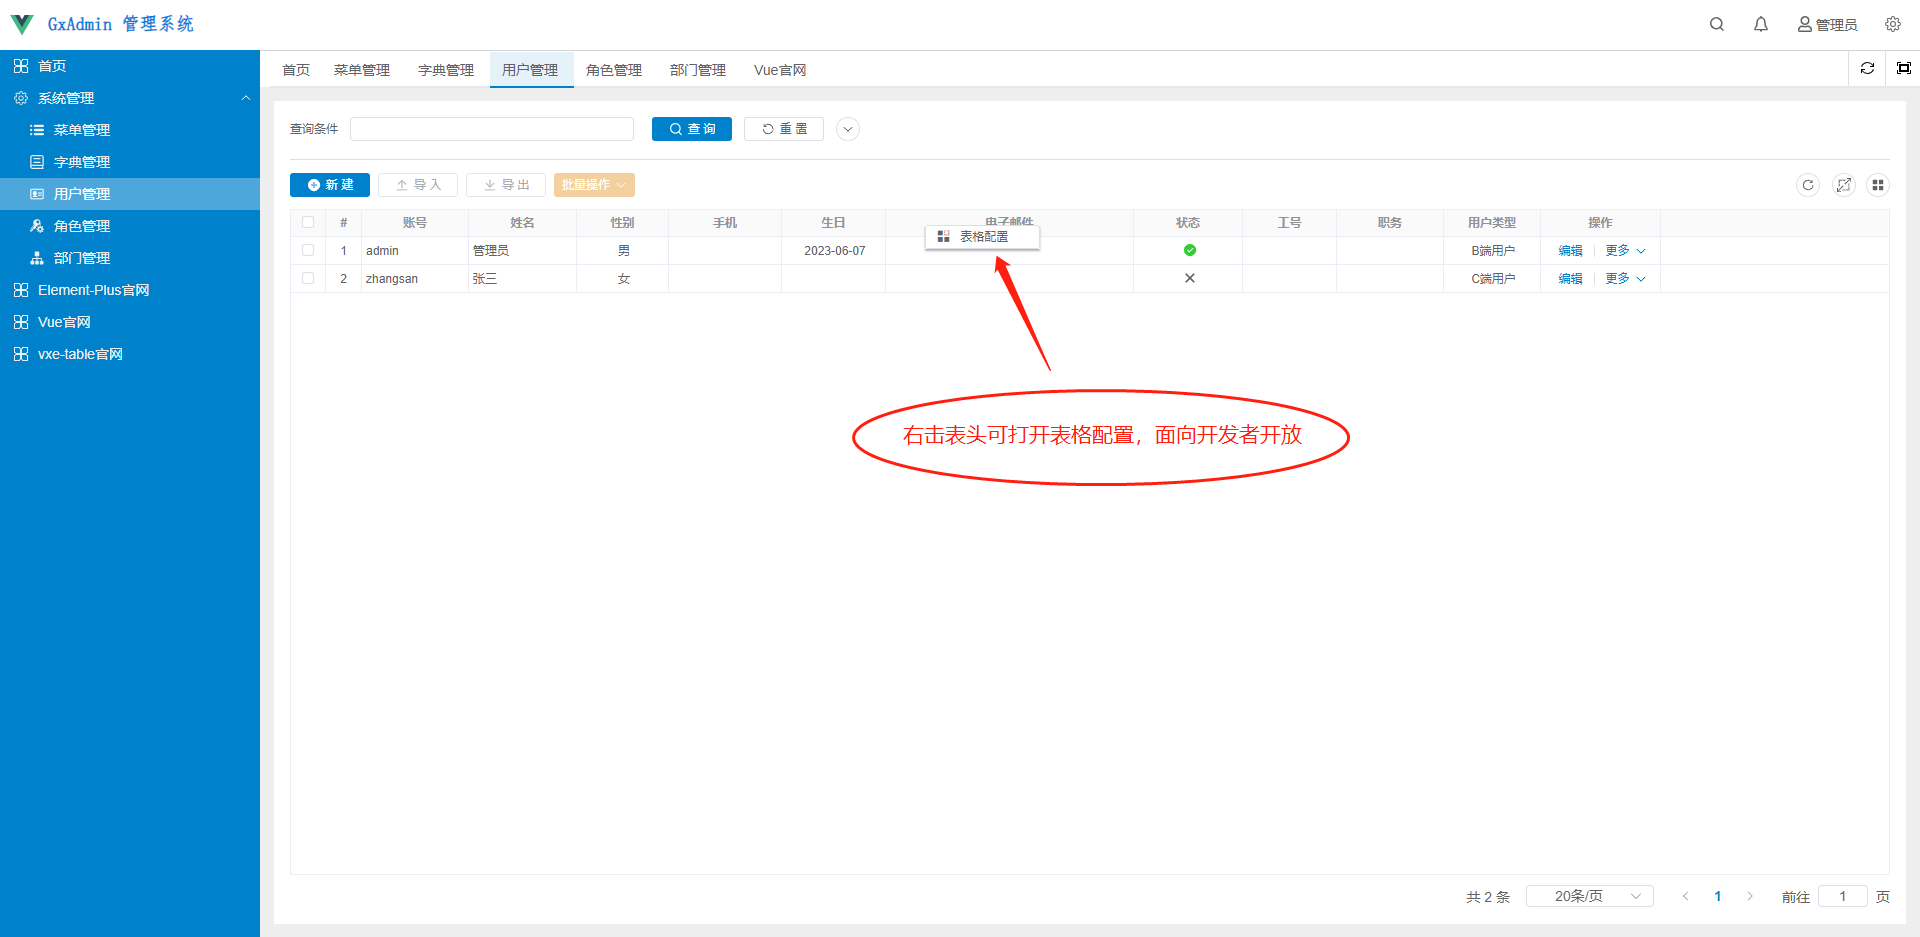 GxAdmin 管理系统
管理员
首页
系统管理
菜单管理
字典管理
用户管理
角色管理
部门管理
Element-Plus官网
Vue官网
vxe-table官网
首页 菜单管理 字典管理 用户管理 角色管理 部门管理 Vue官网
查询条件 查 询 重 置
新 建 导 入 导 出 批量操作
# 账号 姓名 性别 手机 生日 电子邮件 状态 工号 职务 用户类型 操作
表格配置
1 admin 管理员 男 2023-06-07 B端用户 编辑 更多
2 zhangsan 张三 女 C端用户 编辑 更多
右击表头可打开表格配置，面向开发者开放
共 2 条 20条/页 1 前往 1 页